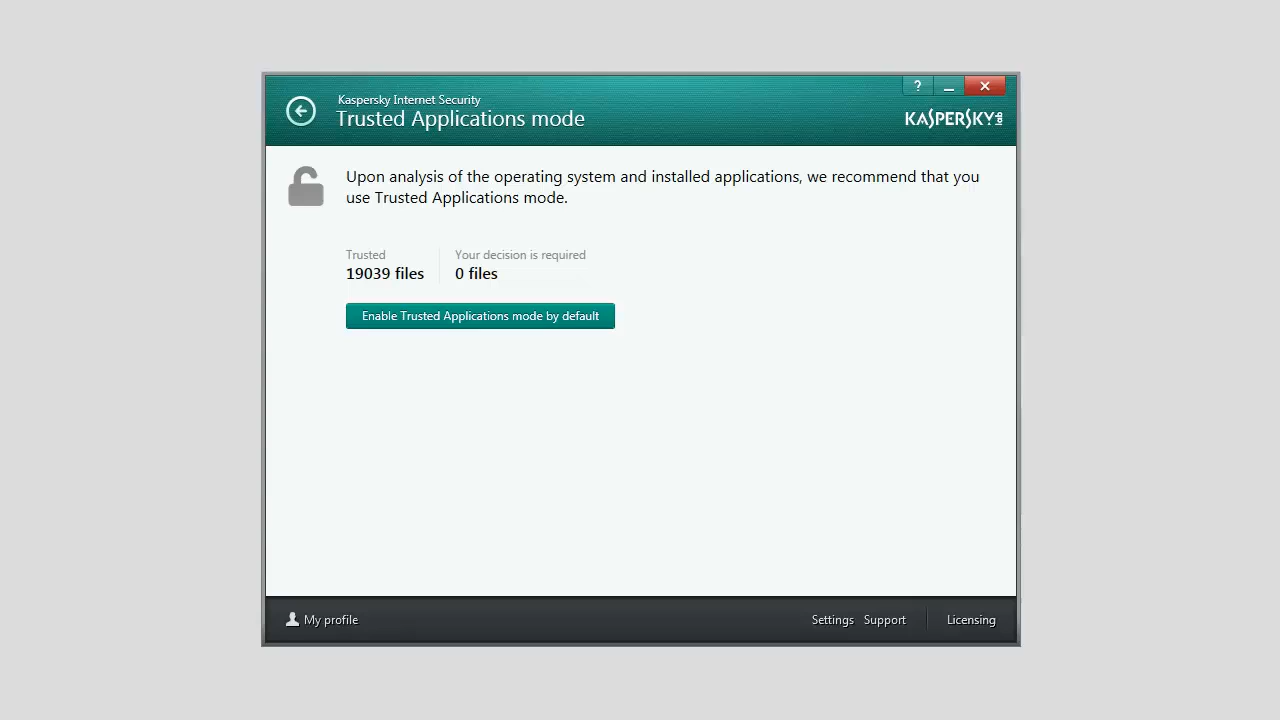 ?
Kaspersky Internet Security
Trusted Applications mode
KASPERSKY lab
Upon analysis of the operating system and installed applications, we recommend that you
use Trusted Applications mode.
Trusted
Your decision is required
19039 files
0 files
Enable Trusted Applications mode by default
My profile
Settings
Support
Licensing